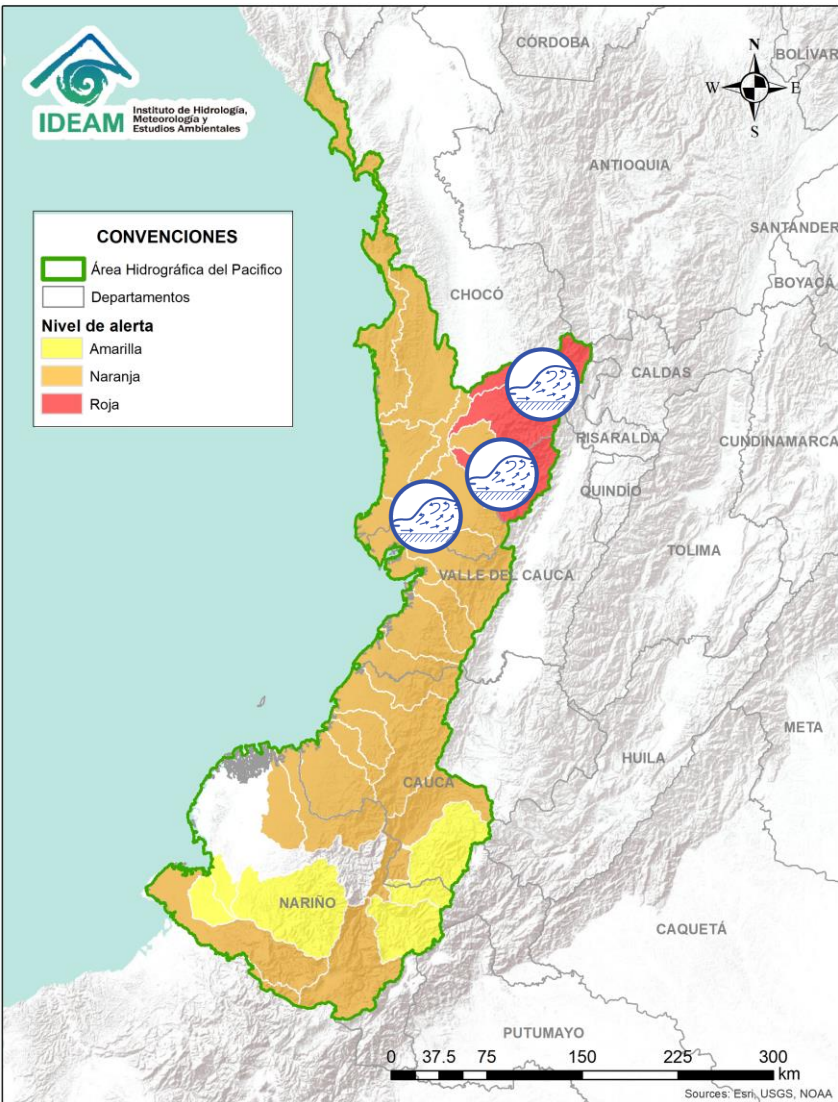 IDEAM
Instituto de Hidrología,
Meteorología y
Estudios Ambientales
CÓRDOBA
BOLÍVAR
N
W
E
S
ANTIOQUIA
SANTANDER
BOYACÁ
CONVENCIONES
Área Hidrográfica del Pacifico
Departamentos
Nivel de alerta
Amarilla
Naranja
Roja
CHOCÓ
CALDAS
RISARALDA
CUNDINAMARCA
QUINDÍO
TOLIMA
VALLE DEL CAUCA
META
HUILA
CAUCA
NARIÑO
CAQUETÁ
PUTUMAYO
0 37.5 75 150 225 300
km
Sources: Esri, USGS, NOAA